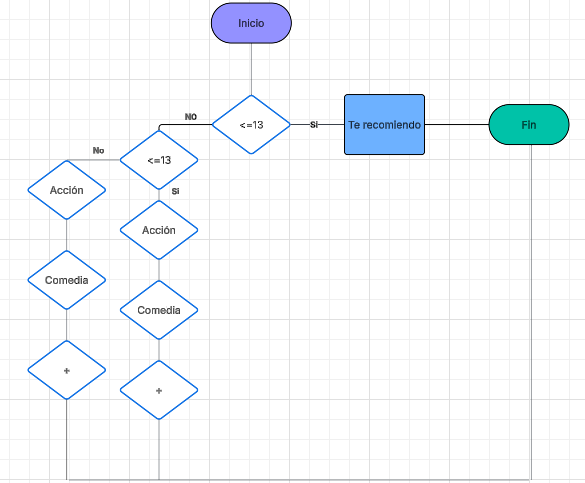 Inicio
NO
<=13
SI
Te recomiendo
Fin
No
<=13
Acción
Si
Acción
Comedia
Comedia
+
+